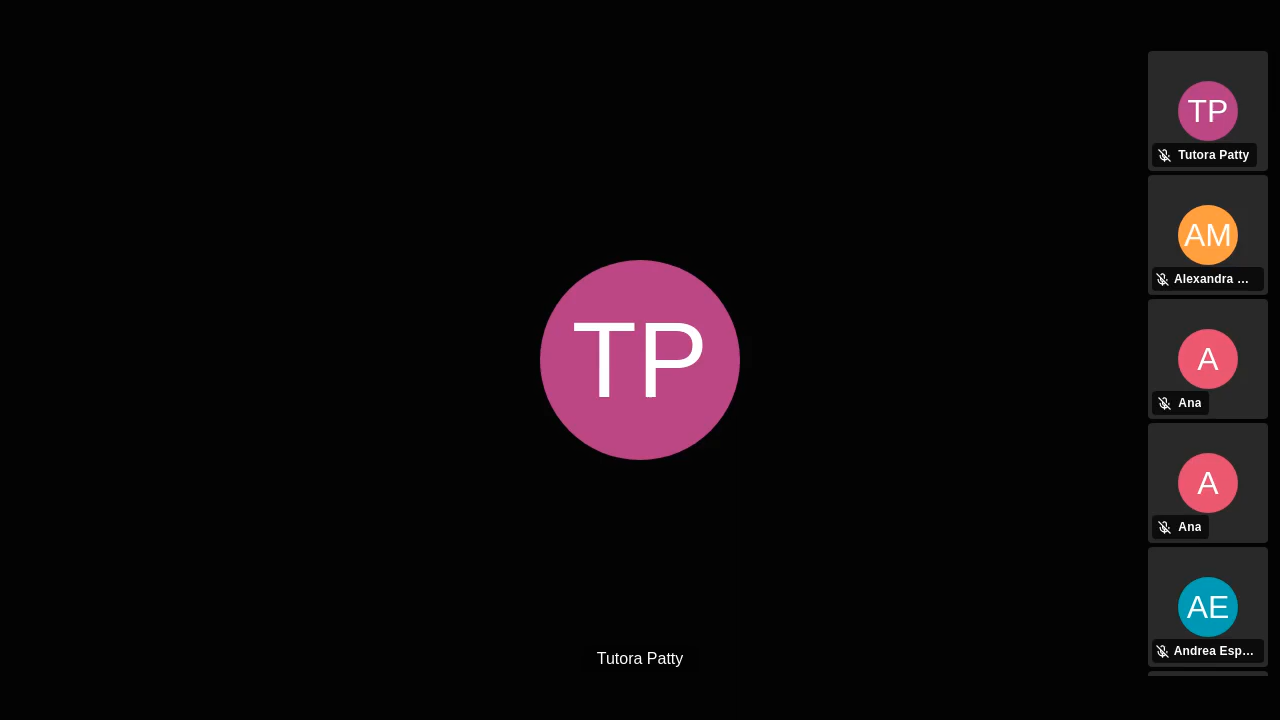 TP
Tutora Patty
TP
Tutora Patty
AM
Alexandra ...
A
Ana
A
Ana
AE
Andrea Esp...